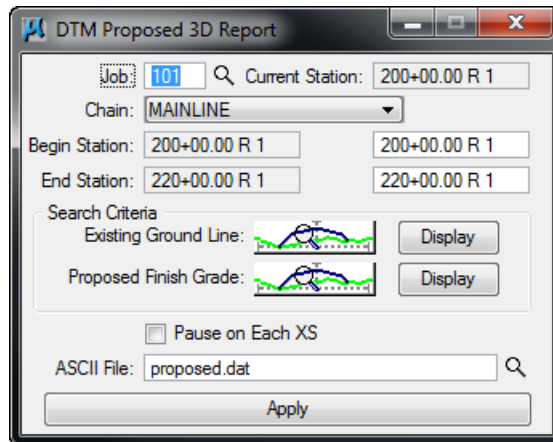 DTM Proposed 3D Report
Job: 101 Current Station: 200+00.00 R 1
Chain: MAINLINE
Begin Station: 200+00.00 R 1 200+00.00 R 1
End Station: 220+00.00 R 1 220+00.00 R 1
Search Criteria
Existing Ground Line: Display
Proposed Finish Grade: Display
Pause on Each XS
ASCII File: proposed.dat
Apply